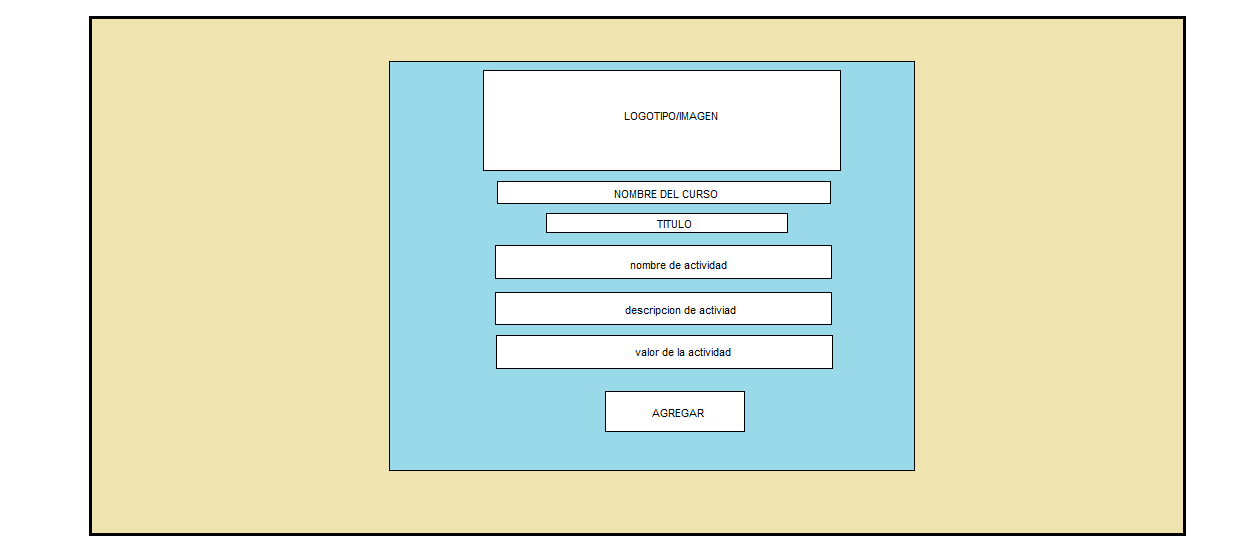 LOGOTIPO/IMAGEN
NOMBRE DEL CURSO
TITULO
nombre de actividad
descripcion de activiad
valor de la actividad
AGREGAR